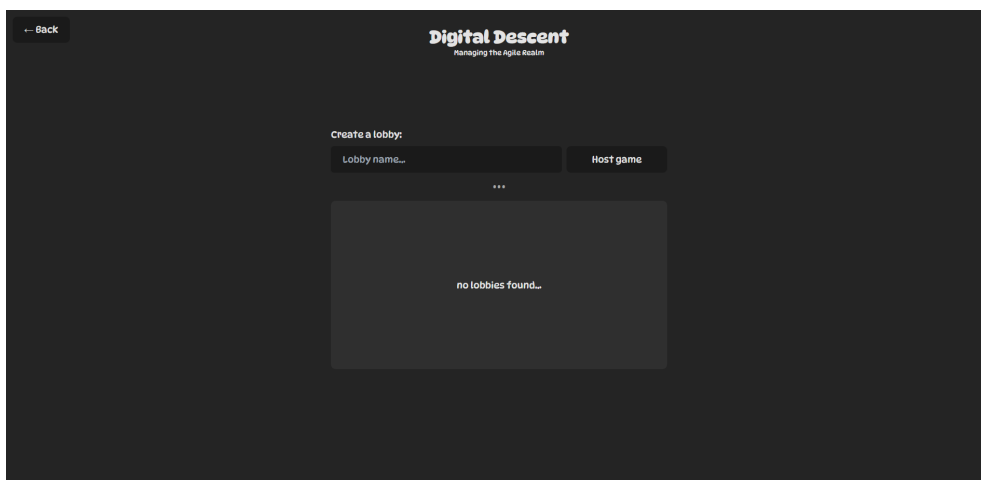 ← Back
Digital Descent
Managing the Agile Realm
Create a lobby:
Lobby name... Host game
...
no lobbies found...